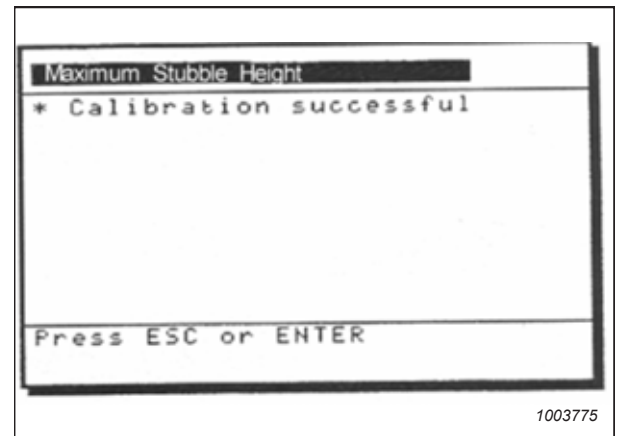 Maximum Stubble Height
* Calibration successful
Press ESC or ENTER
1003775